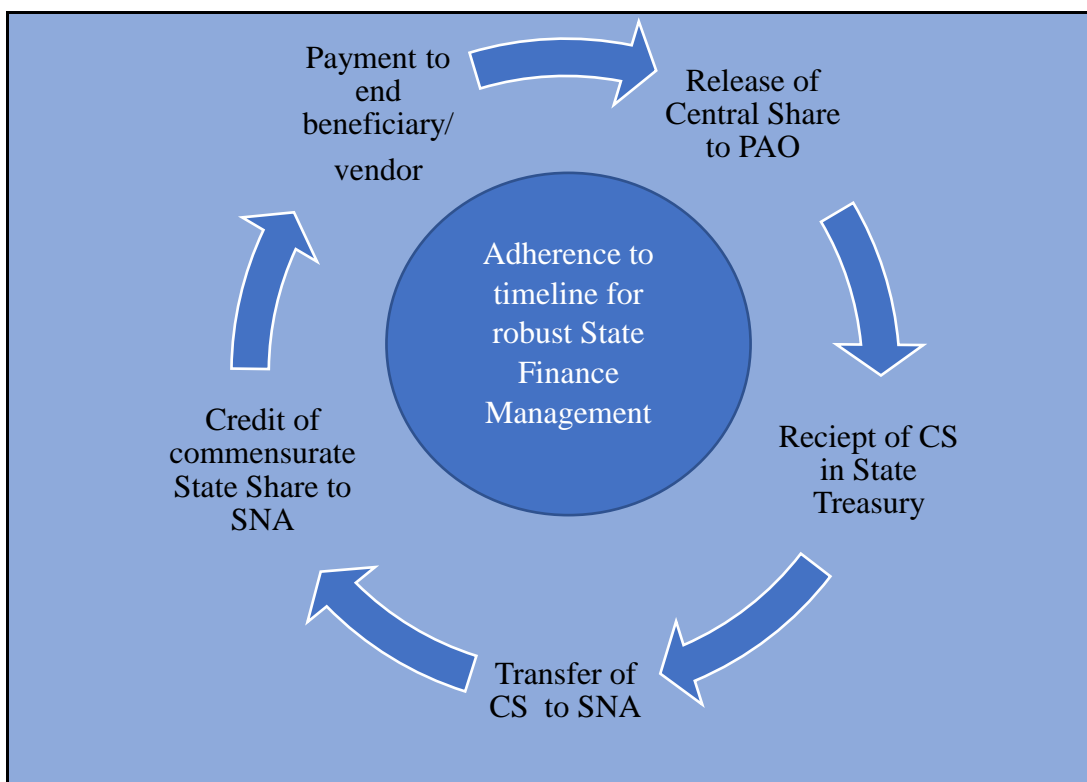 Payment to
end
beneficiary/
vendor
Release of
Central Share
to PAO
Reciept of CS
in State
Treasury
Transfer of
CS to SNA
Credit of
commensurate
State Share to
SNA
Adherence to
timeline for
robust State
Finance
Management